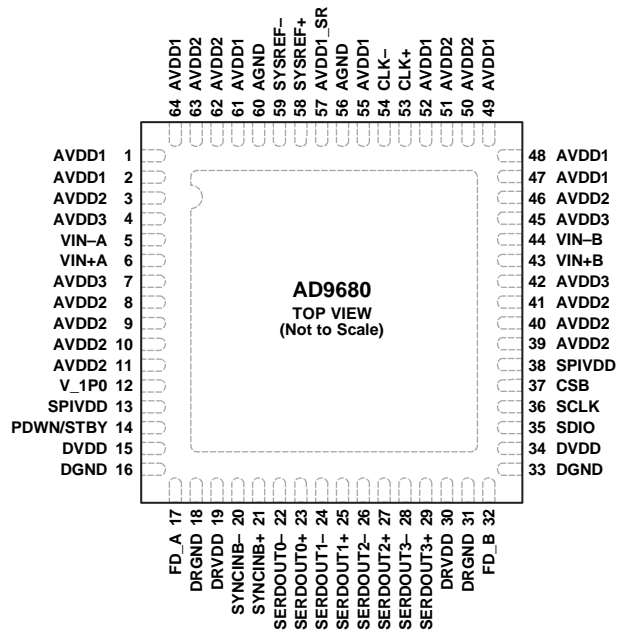 64 AVDD1
63 AVDD2
62 AVDD2
61 AVDD1
60 AGND
59 SYSREF–
58 SYSREF+
57 AVDD1_SR
56 AGND
55 AVDD1
54 CLK–
53 CLK+
52 AVDD1
51 AVDD2
50 AVDD2
49 AVDD1
AVDD1 1
AVDD1 2
AVDD2 3
AVDD3 4
VIN–A 5
VIN+A 6
AVDD3 7
AVDD2 8
AVDD2 9
AVDD2 10
AVDD2 11
V_1P0 12
SPIVDD 13
PDWN/STBY 14
DVDD 15
DGND 16
AD9680
TOP VIEW
(Not to Scale)
48 AVDD1
47 AVDD1
46 AVDD2
45 AVDD3
44 VIN–B
43 VIN+B
42 AVDD3
41 AVDD2
40 AVDD2
39 AVDD2
38 SPIVDD
37 CSB
36 SCLK
35 SDIO
34 DVDD
33 DGND
FD_A 17
DRGND 18
DRVDD 19
SYNCINB– 20
SYNCINB+ 21
SERDOUT0– 22
SERDOUT0+ 23
SERDOUT1– 24
SERDOUT1+ 25
SERDOUT2– 26
SERDOUT2+ 27
SERDOUT3– 28
SERDOUT3+ 29
DRVDD 30
DRGND 31
FD_B 32